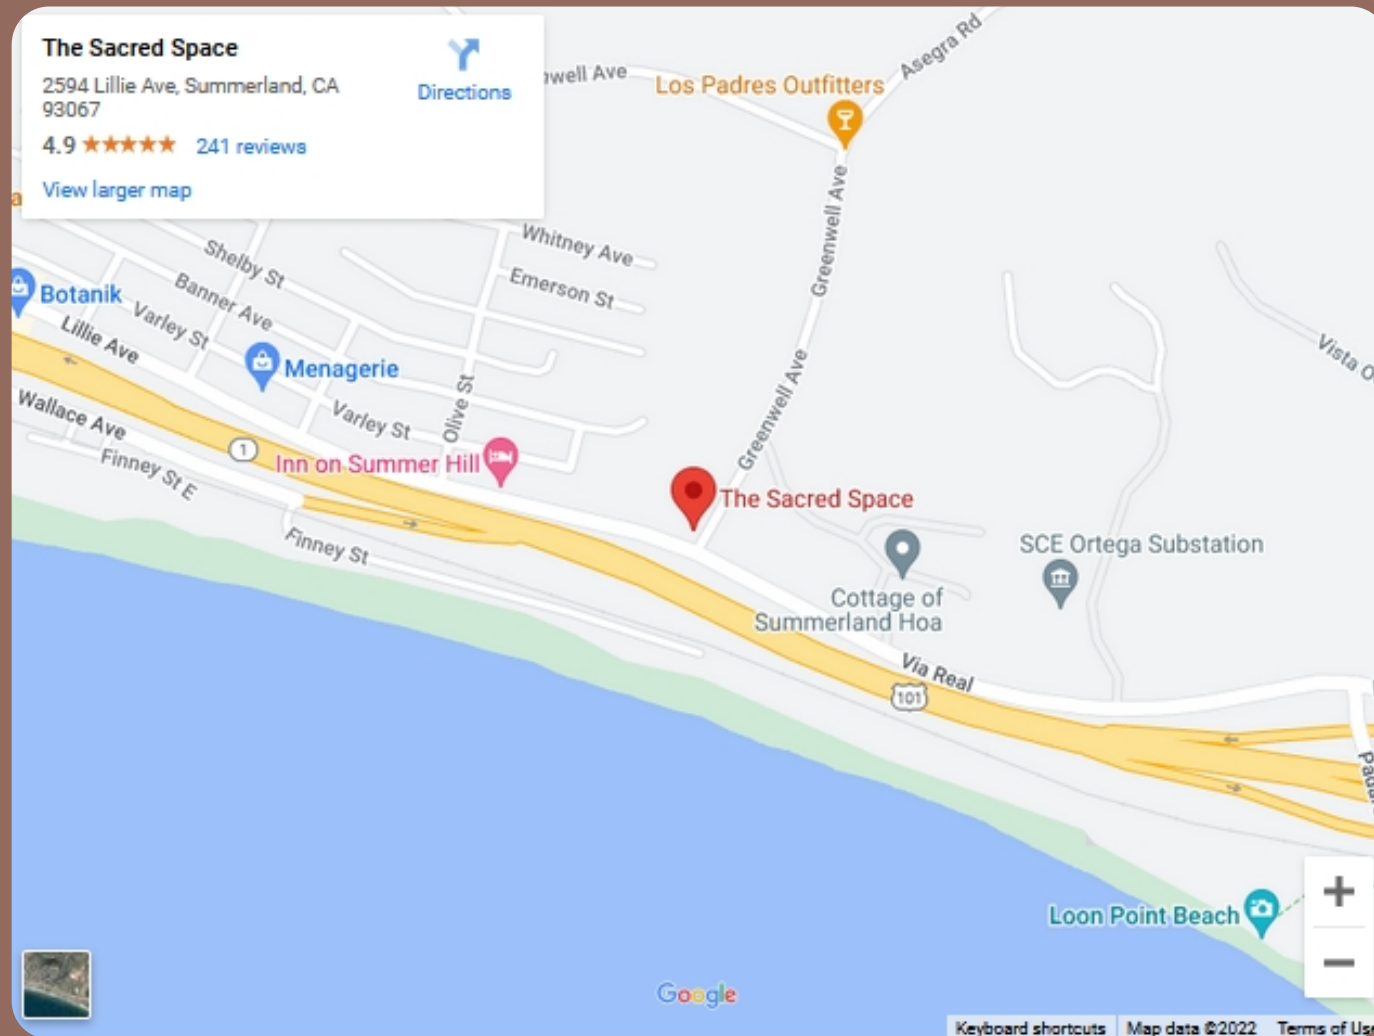 The Sacred Space
2594 Lillie Ave, Summerland, CA
93067
4.9
241 reviews
View larger map
Directions
Los Padres Outfitters
Asegra Rd
Whitney Ave
Emerson St
Greenwell Ave
Shelby St
Banner Ave
Varley St
Botanik
Lillie Ave
Menagerie
Olive St
Varley St
Greenwell Ave
Vista
Wallace Ave
1
Inn on Summer Hill
Finney St E
The Sacred Space
Finney St
SCE Ortega Substation
Cottage of
Summerland Hoa
Via Real
101
Loon Point Beach
+
−
Google
Keyboard shortcuts
Map data ©2022
Terms of Use